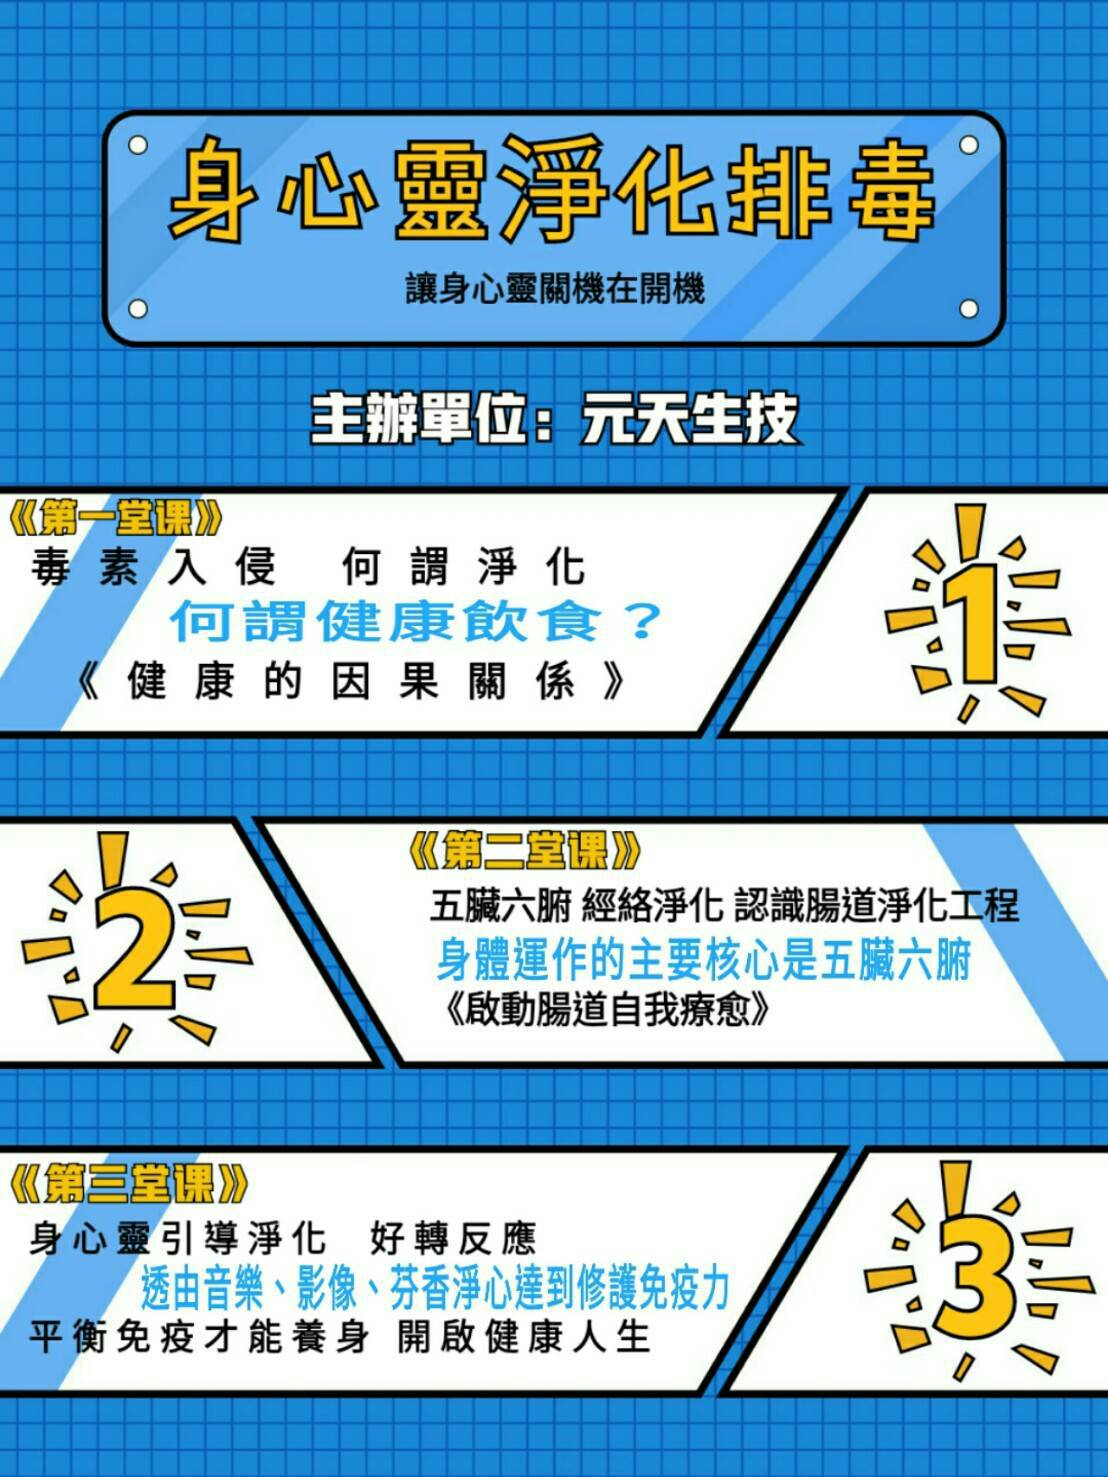 身心靈淨化排毒
讓身心靈關機在開機
主辦單位：元天生技
《第一堂课》
毒素入侵 何謂淨化
何謂健康飲食？
《健康的因果關係》
1
2
《第二堂课》
五臟六腑 經絡淨化 認識腸道淨化工程
身體運作的主要核心是五臟六腑
《啟動腸道自我療愈》
《第三堂课》
身心靈引導淨化 好轉反應
透由音樂、影像、芬香淨心達到修護免疫力
平衡免疫才能養身 開啟健康人生
3